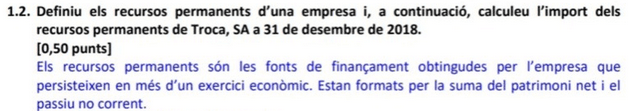 1.2. Definiu els recursos permanents d’una empresa i, a continuació, calculeu l’import dels
recursos permanents de Troca, SA a 31 de desembre de 2018.
[0,50 punts]
Els recursos permanents són les fonts de finançament obtingudes per l’empresa que
persisteixen en més d’un exercici econòmic. Estan formats per la suma del patrimoni net i el
passiu no corrent.